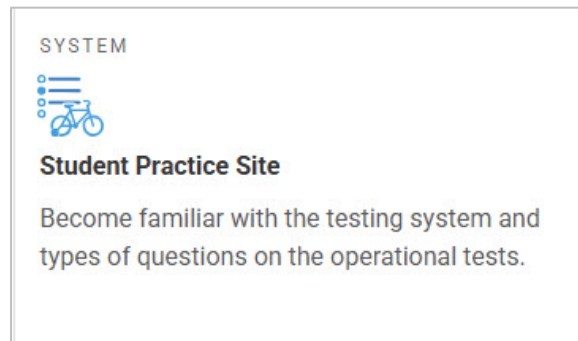 SYSTEM
Student Practice Site
Become familiar with the testing system and
types of questions on the operational tests.